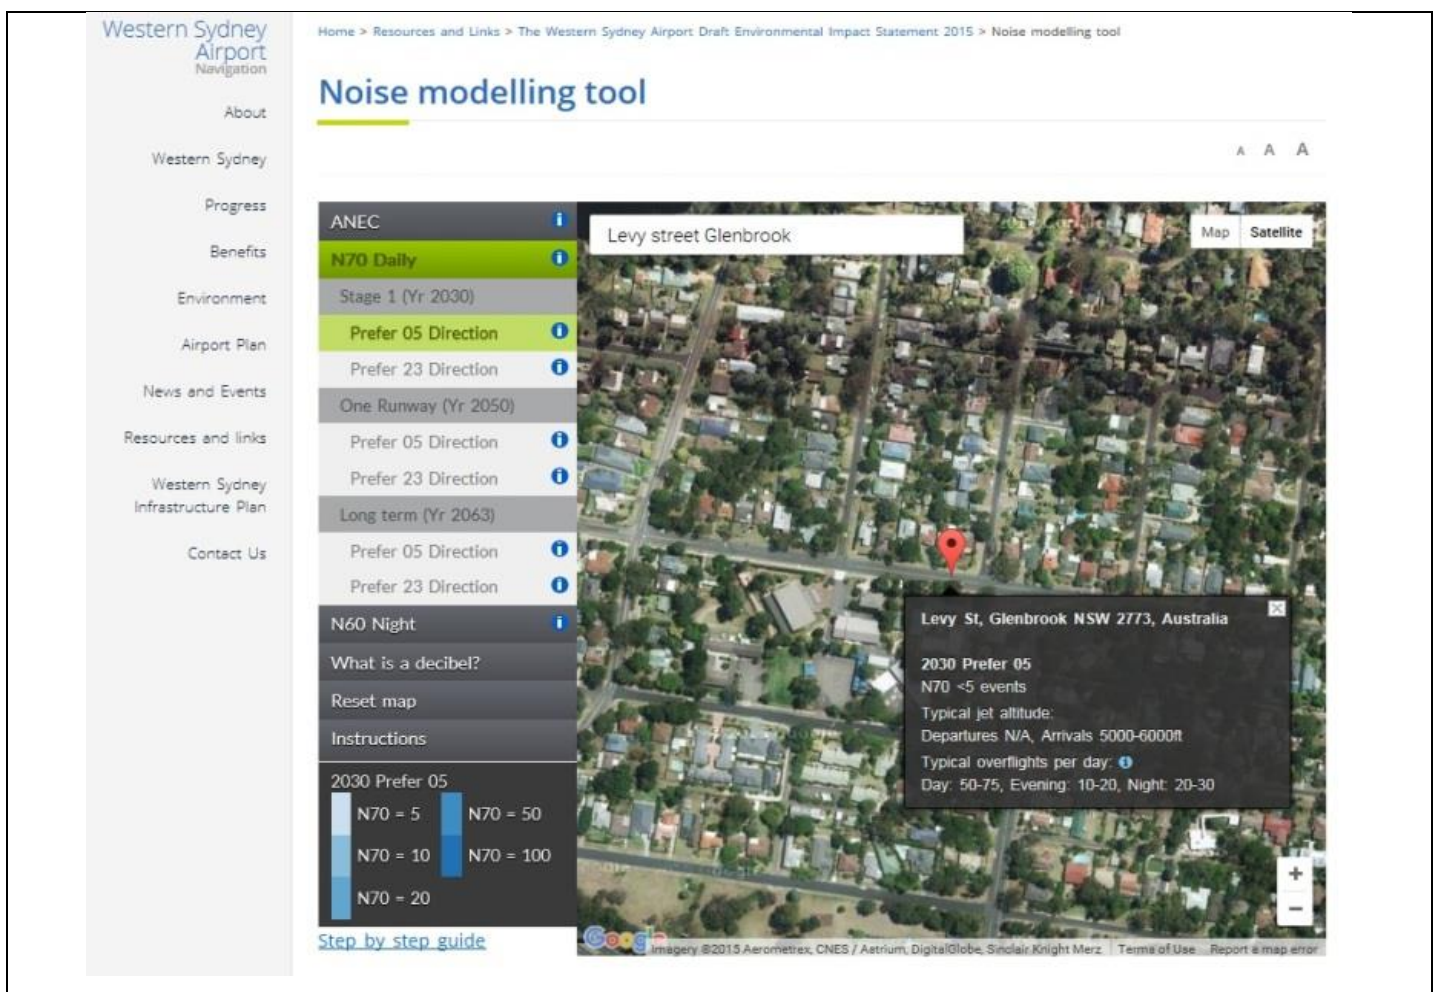 Western Sydney
Airport
Navigation
About
Western Sydney
Progress
Benefits
Environment
Airport Plan
News and Events
Resources and links
Western Sydney
Infrastructure Plan
Contact Us
Home > Resources and Links > The Western Sydney Airport Draft Environmental Impact Statement 2015 > Noise modelling tool
Noise modelling tool
A A A
ANEC
N70 Daily
Stage 1 (Yr 2030)
Prefer 05 Direction
Prefer 23 Direction
One Runway (Yr 2050)
Prefer 05 Direction
Prefer 23 Direction
Long term (Yr 2063)
Prefer 05 Direction
Prefer 23 Direction
N60 Night
What is a decibel?
Reset map
Instructions
2030 Prefer 05
N70 = 5 N70 = 50
N70 = 10 N70 = 100
N70 = 20
Step by step guide
Levy street Glenbrook
Map Satellite
Levy St, Glenbrook NSW 2773, Australia
2030 Prefer 05
N70 <5 events
Typical jet altitude:
Departures N/A, Arrivals 5000-6000ft
Typical overflights per day:
Day: 50-75, Evening: 10-20, Night: 20-30
+
−
Google
Imagery ©2015 Aerometrex, CNES / Astrium, DigitalGlobe, Sinclair Knight Merz Terms of Use Report a map error